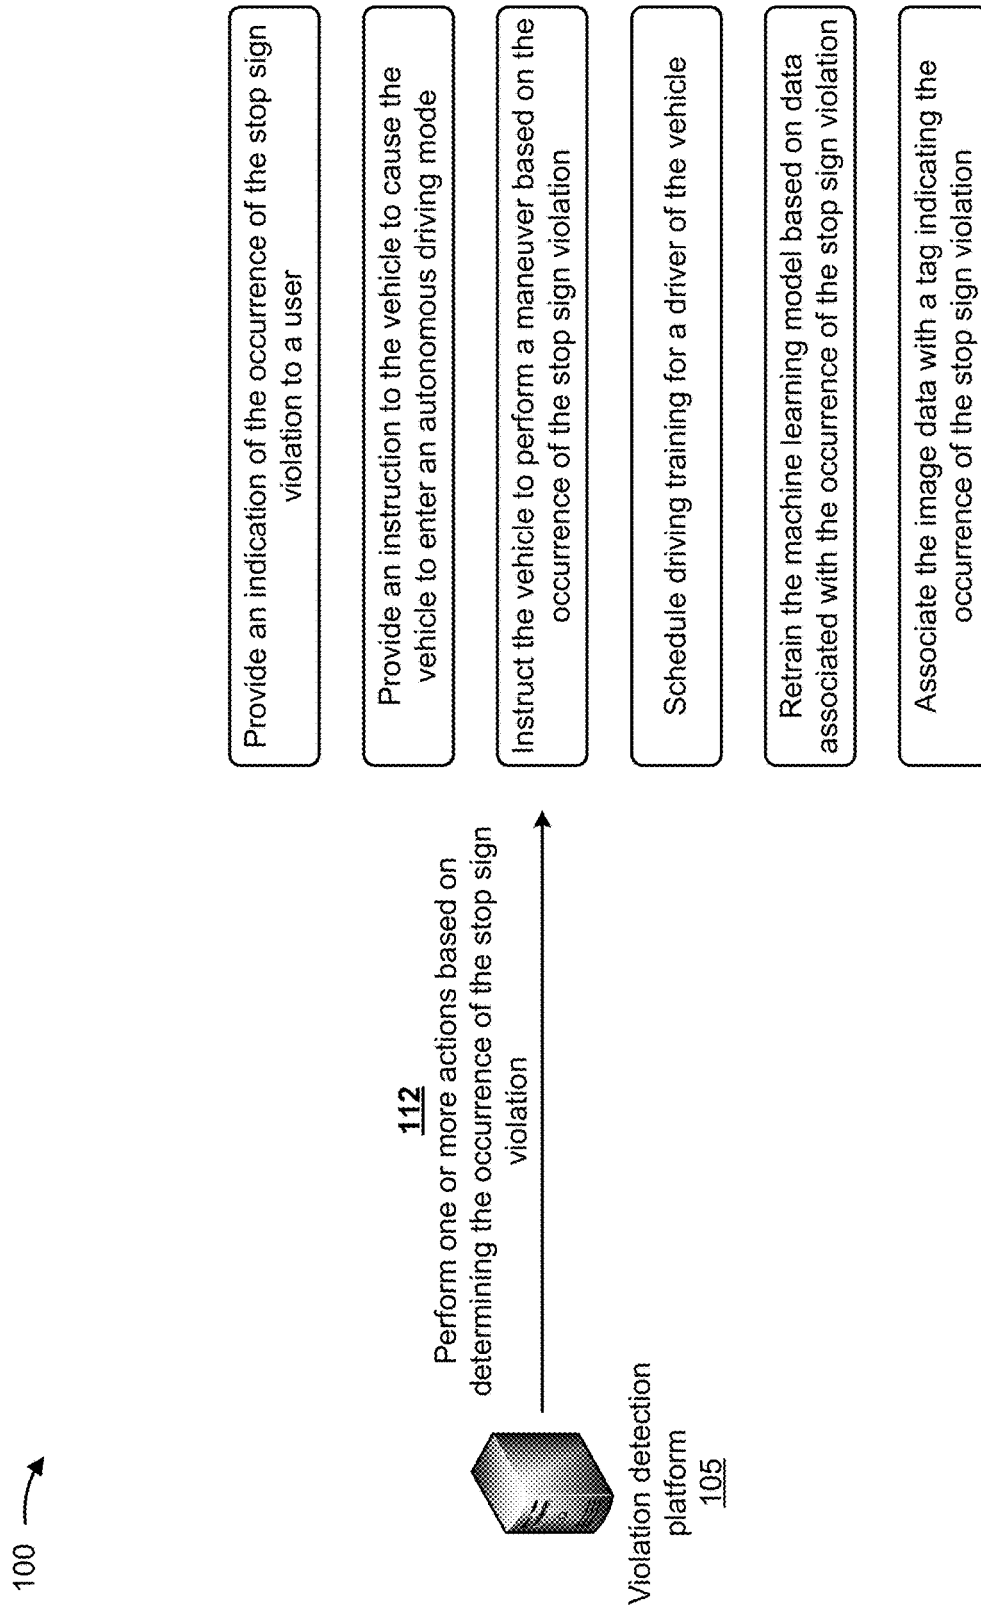 100
112
Perform one or more actions based on
determining the occurrence of the stop sign
violation
Violation detection
platform
105
Provide an indication of the occurrence of the stop sign
violation to a user
Provide an instruction to the vehicle to cause the
vehicle to enter an autonomous driving mode
Instruct the vehicle to perform a maneuver based on the
occurrence of the stop sign violation
Schedule driving training for a driver of the vehicle
Retrain the machine learning model based on data
associated with the occurrence of the stop sign violation
Associate the image data with a tag indicating the
occurrence of the stop sign violation